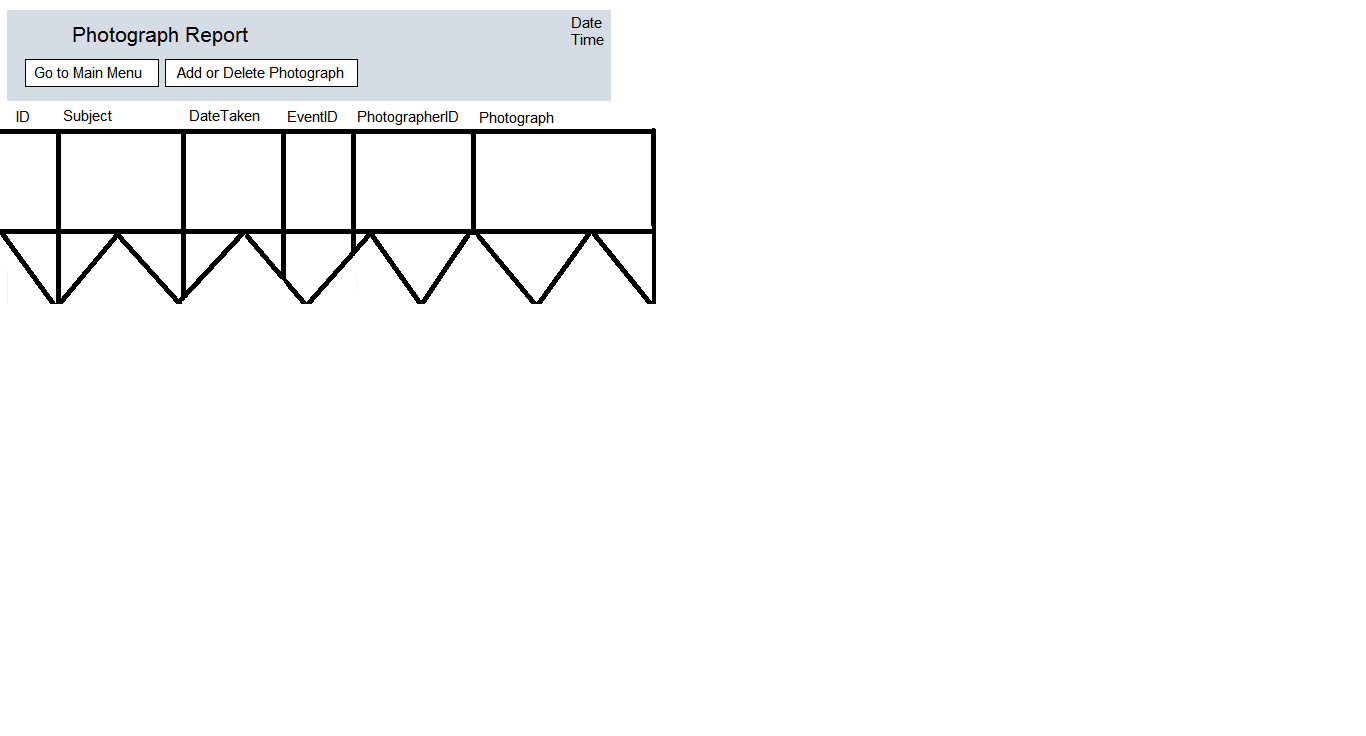 Photograph Report
Date
Time
Go to Main Menu
Add or Delete Photograph
ID Subject DateTaken EventID PhotographerID Photograph